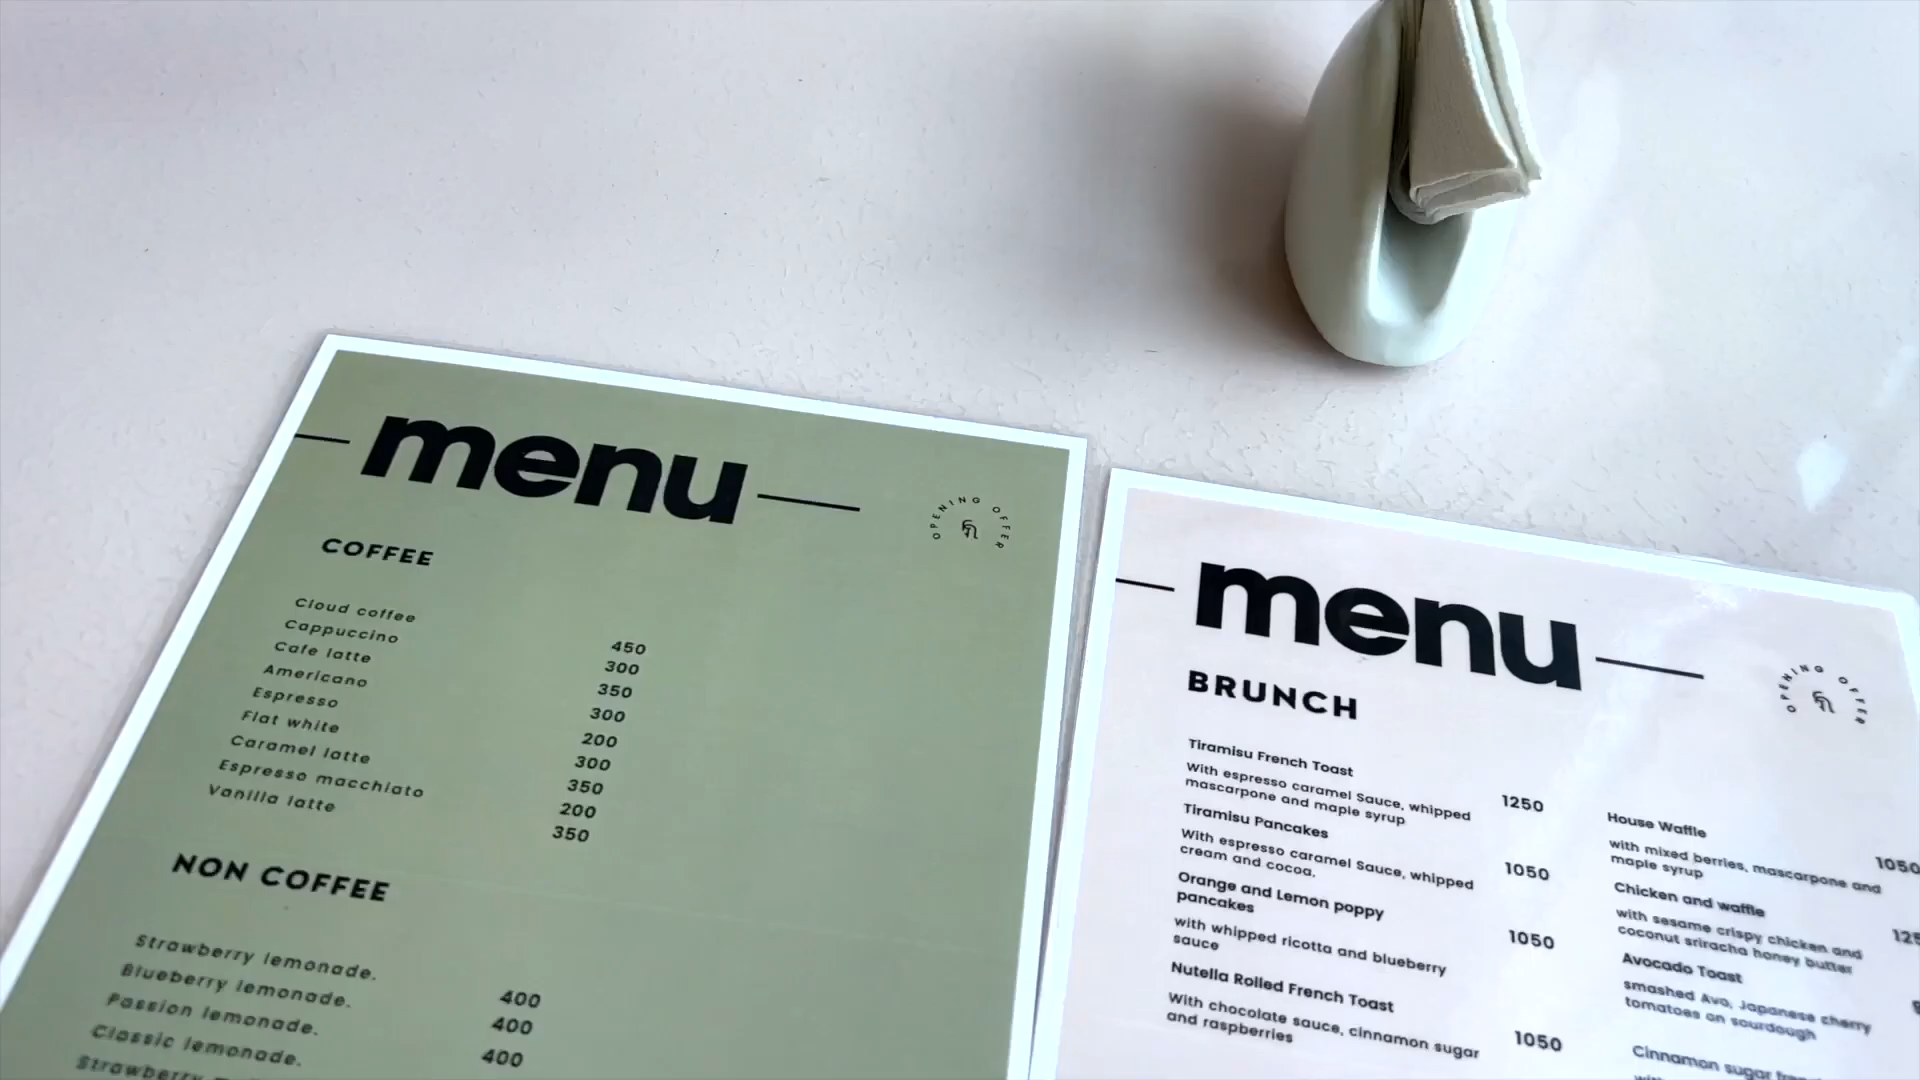 menu
OPENING OFFER
COFFEE
Cloud coffee 450
Cappuccino 300
Cafe latte 350
Americano 300
Espresso 200
Flat white 300
Caramel latte 350
Espresso macchiato 200
Vanilla latte 350
NON COFFEE
Strawberry lemonade. 400
Blueberry lemonade. 400
Passion lemonade. 400
Classic lemonade.
Strawberry
menu
OPENING OFFER
BRUNCH
Tiramisu French Toast
With espresso caramel Sauce, whipped 1250
mascarpone and maple syrup
Tiramisu Pancakes
With espresso caramel Sauce, whipped 1050
cream and cocoa.
Orange and Lemon poppy
pancakes
with whipped ricotta and blueberry 1050
sauce
Nutella Rolled French Toast
With chocolate sauce, cinnamon sugar 1050
and raspberries
House Waffle
with mixed berries, mascarpone and 1050
maple syrup
Chicken and waffle
with sesame crispy chicken and
coconut sriracha honey butter
Avocado Toast
smashed Avo, Japanese cherry
tomatoes on sourdough
Cinnamon sugar